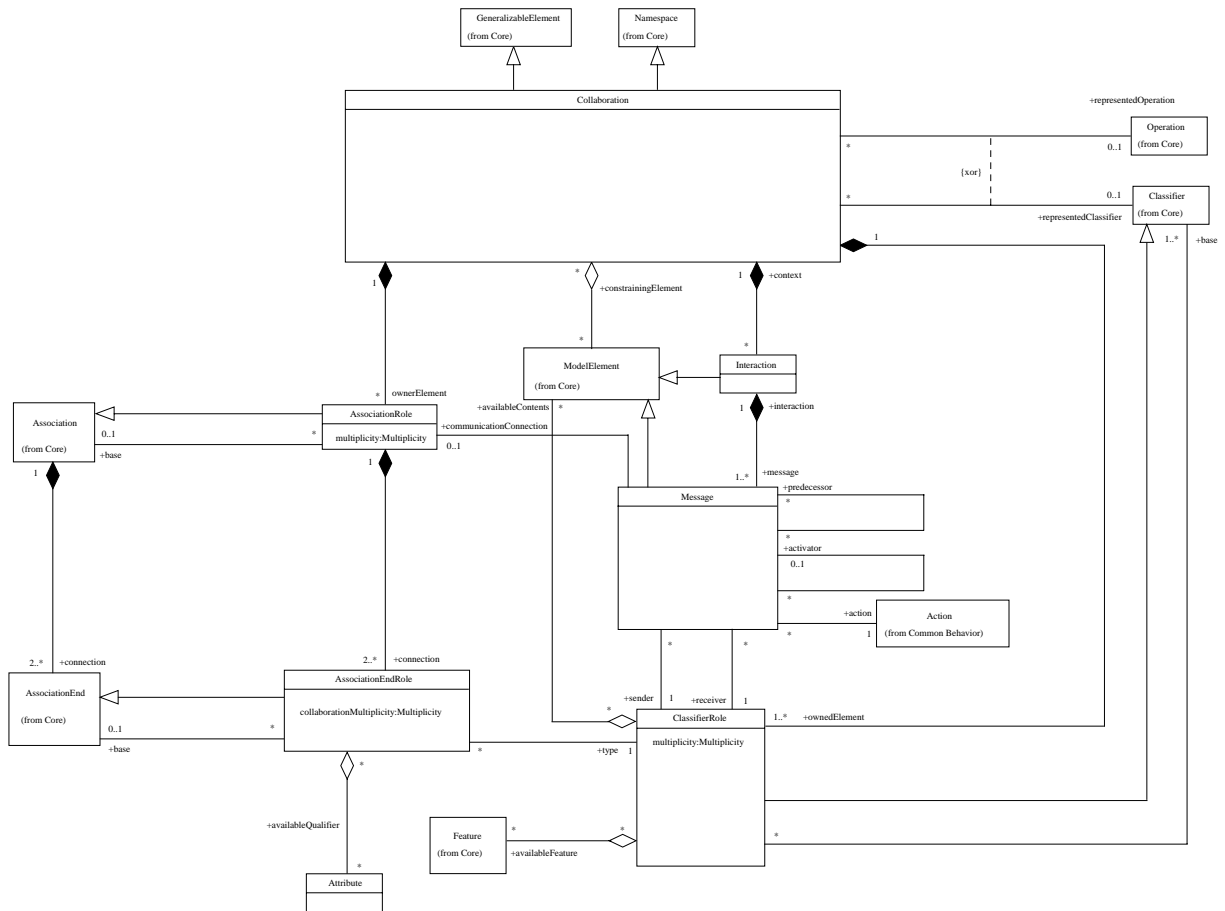 GeneralizableElement
(from Core)
Namespace
(from Core)
Collaboration
+representedOperation
Operation
(from Core)
*
0..1
{xor}
*
0..1
Classifier
(from Core)
+representedClassifier
1
1..*
+base
1
*
+constrainingElement
1
+context
*
*
ModelElement
(from Core)
Interaction
*
ownerElement
+availableContents
*
1
+interaction
Association
(from Core)
AssociationRole
multiplicity:Multiplicity
+communicationConnection
0..1
0..1
*
+base
1
1
1..*
+message
Message
+predecessor
*
*
+activator
0..1
*
+action
*
1
Action
(from Common Behavior)
*
*
2..*
+connection
2..*
+connection
AssociationEnd
(from Core)
AssociationEndRole
collaborationMultiplicity:Multiplicity
0..1
*
+base
+sender
1
+receiver
1
*
ClassifierRole
multiplicity:Multiplicity
1..*
+ownedElement
*
+type
1
*
+availableQualifier
*
Feature
(from Core)
*
+availableFeature
*
*
Attribute